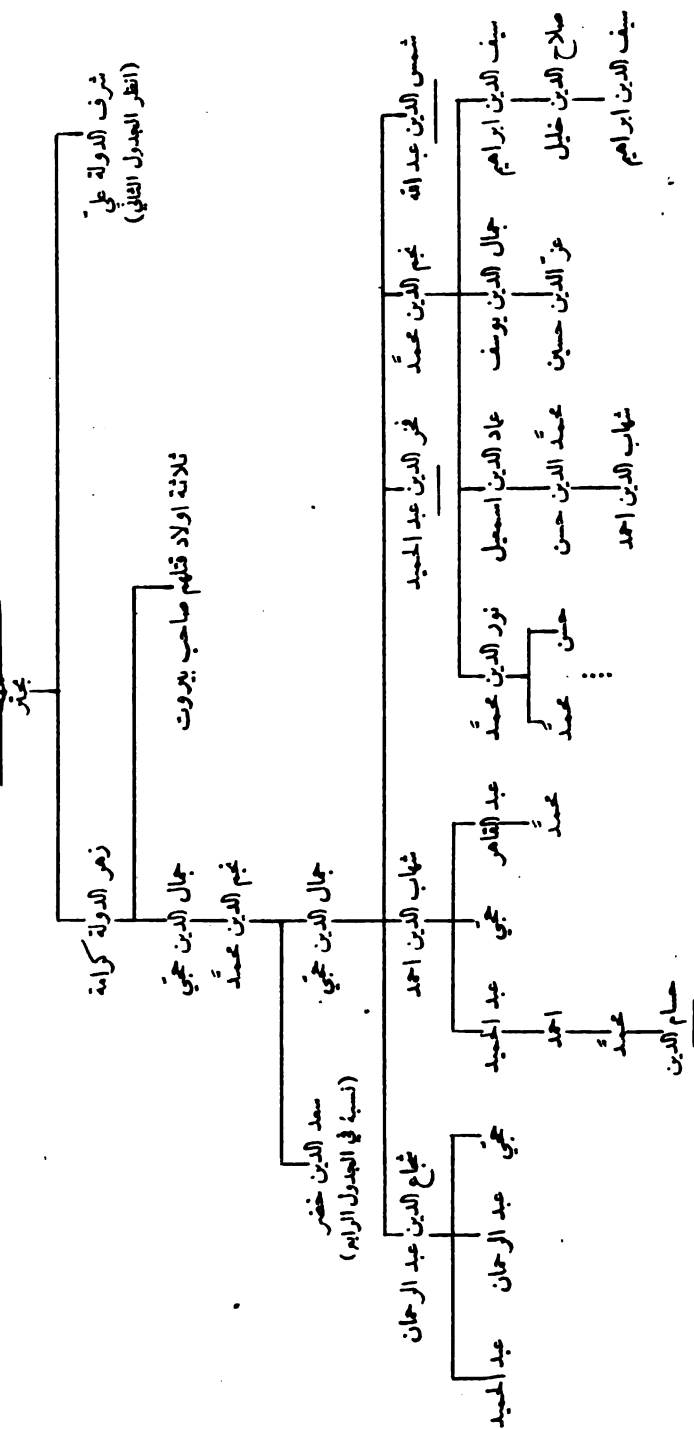 بحتر
شرف الدولة عليّ
(انظر الجدول الثاني)
زهر الدولة كرامة
ثلاثة اولاد قتلهم صاحب بيروت
جمال الدين حجيّ
نجم الدين محمدّ
جمال الدين حجيّ
سعد الدين خضر
(نسبة في الجدول الرابع)
شمس الدين عبد الله
نجم الدين محمدّ
فخر الدين عبد الحميد
شهاب الدين احمد
شجاع الدين عبد الرحمان
سيف الدين ابراهيم
جمال الدين يوسف
عماد الدين اسمعيل
نور الدين محمدّ
عبد القاهر
حجيّ
عبد الحميد
حجيّ
عبد الرحمان
عبد الحميد
صلاح الدين خليل
عزّ الدين حسين
محمدّ الدين حسن
حسن
....
محمدّ
محمدّ
احمد
سيف الدين ابراهيم
شهاب الدين احمد
محمدّ
حسام الدين